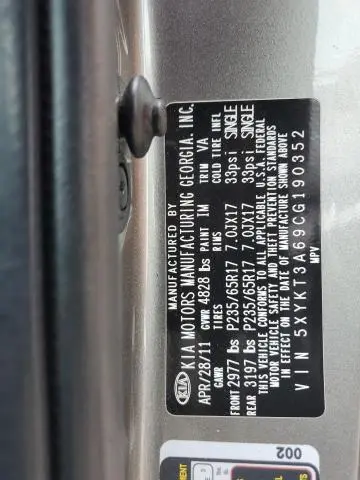 MANUFACTURED BY
KIA KIA MOTORS MANUFACTURING GEORGIA. INC.
APR/28/11 GVWR 4828 lbs PAINT IM TRIM VA
GAWR TIRES RIMS COLD TIRE INFL
FRONT 2977 lbs P235/65R17 7.0JX17 33psi SINGLE
REAR 3197 lbs P235/65R17 7.0JX17 33psi SINGLE
THIS VEHICLE CONFORMS TO ALL APPLICABLE U.S.A. FEDERAL
MOTOR VEHICLE SAFETY AND THEFT PREVENTION STANDARDS
IN EFFECT ON THE DATE OF MANUFACTURE SHOWN ABOVE
VIN 5XYKT3A69CG190352
MPV
002